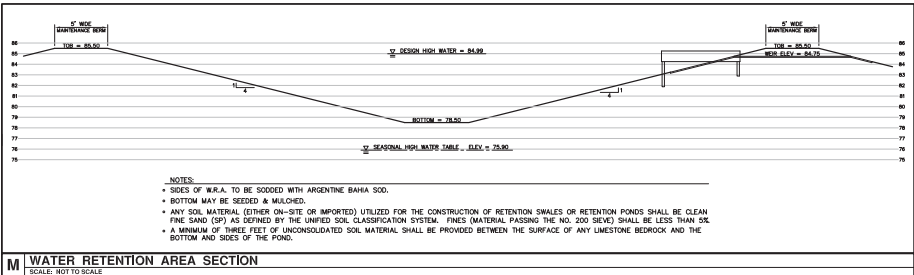 5' WIDE
MAINTENANCE BERM
5' WIDE
MAINTENANCE BERM
86 TOB = 85.50 DESIGN HIGH WATER = 84.99 TOB = 85.50 86
85 WEIR ELEV = 84.75 85
84 84
83 83
82 1 1 82
81 4 4 81
80 80
79 79
78 BOTTOM = 78.50 78
77 77
76 SEASONAL HIGH WATER TABLE ELEV = 75.90 76
75 75
NOTES:
SIDES OF W.R.A. TO BE SODDED WITH ARGENTINE BAHIA SOD.
BOTTOM MAY BE SEEDED & MULCHED.
ANY SOIL MATERIAL (EITHER ON-SITE OR IMPORTED) UTILIZED FOR THE CONSTRUCTION OF RETENTION SWALES OR RETENTION PONDS SHALL BE CLEAN
FINE SAND (SP) AS DEFINED BY THE UNIFIED SOIL CLASSIFICATION SYSTEM. FINES (MATERIAL PASSING THE NO. 200 SIEVE) SHALL BE LESS THAN 5%
A MINIMUM OF THREE FEET OF UNCONSOLIDATED SOIL MATERIAL SHALL BE PROVIDED BETWEEN THE SURFACE OF ANY LIMESTONE BEDROCK AND THE
BOTTOM AND SIDES OF THE POND.
M WATER RETENTION AREA SECTION
SCALE: NOT TO SCALE